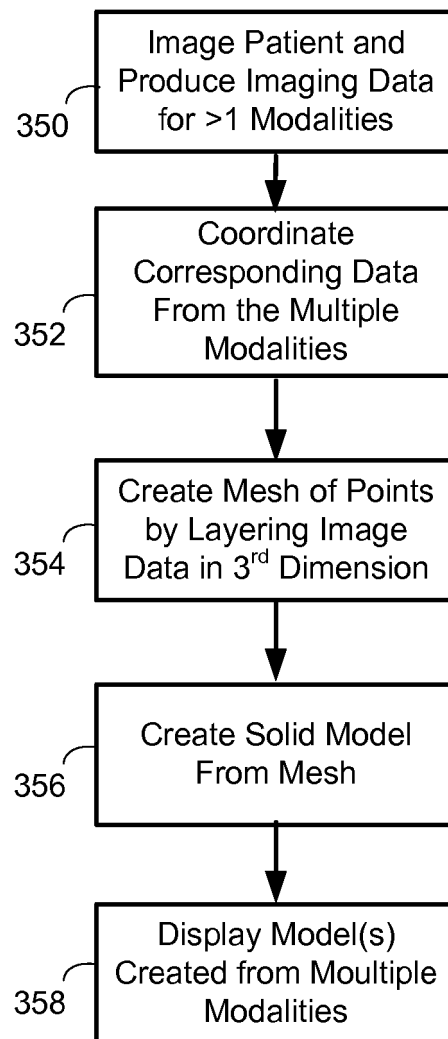 Image Patient and
Produce Imaging Data
for >1 Modalities
350
Coordinate
Corresponding Data
From the Multiple
Modalities
352
Create Mesh of Points
by Layering Image
Data in 3rd Dimension
354
Create Solid Model
From Mesh
356
Display Model(s)
Created from Moultiple
Modalities
358